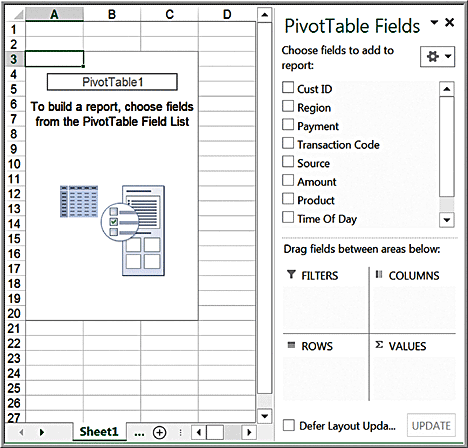 A B C D
1
2
3
4
5
6
7
8
9
10
11
12
13
14
15
16
17
18
19
20
21
22
23
24
25
26
27
PivotTable1
To build a report, choose fields
from the PivotTable Field List
Sheet1 ...
PivotTable Fields
Choose fields to add to
report:
Cust ID
Region
Payment
Transaction Code
Source
Amount
Product
Time Of Day
Drag fields between areas below:
FILTERS
COLUMNS
ROWS
Σ VALUES
Defer Layout Upda...
UPDATE